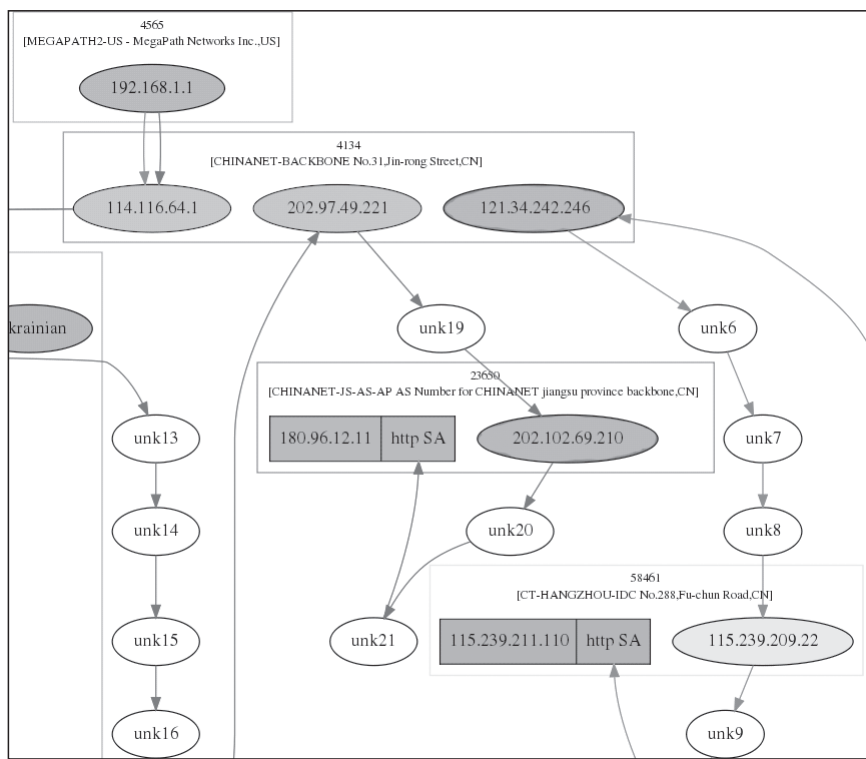 4565
[MEGAPATH2-US - MegaPath Networks Inc.,US]
192.168.1.1
4134
[CHINANET-BACKBONE No.31,Jin-rong Street,CN]
114.116.64.1
202.97.49.221
121.34.242.246
krainian
unk19
unk6
23650
[CHINANET-JS-AS-AP AS Number for CHINANET jiangsu province backbone,CN]
180.96.12.11 http SA
202.102.69.210
unk13
unk7
unk14
unk20
unk8
58461
[CT-HANGZHOU-IDC No.288,Fu-chun Road,CN]
unk15
unk21
115.239.211.110 http SA
115.239.209.22
unk16
unk9